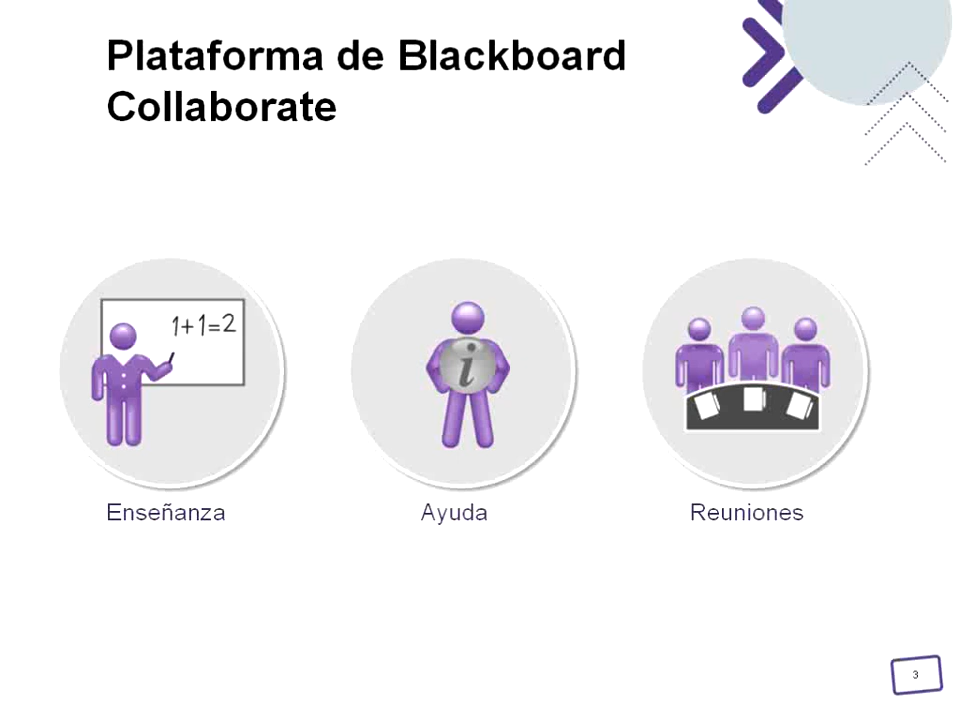 Plataforma de Blackboard
Collaborate
1+1=2
i
Enseñanza
Ayuda
Reuniones
3